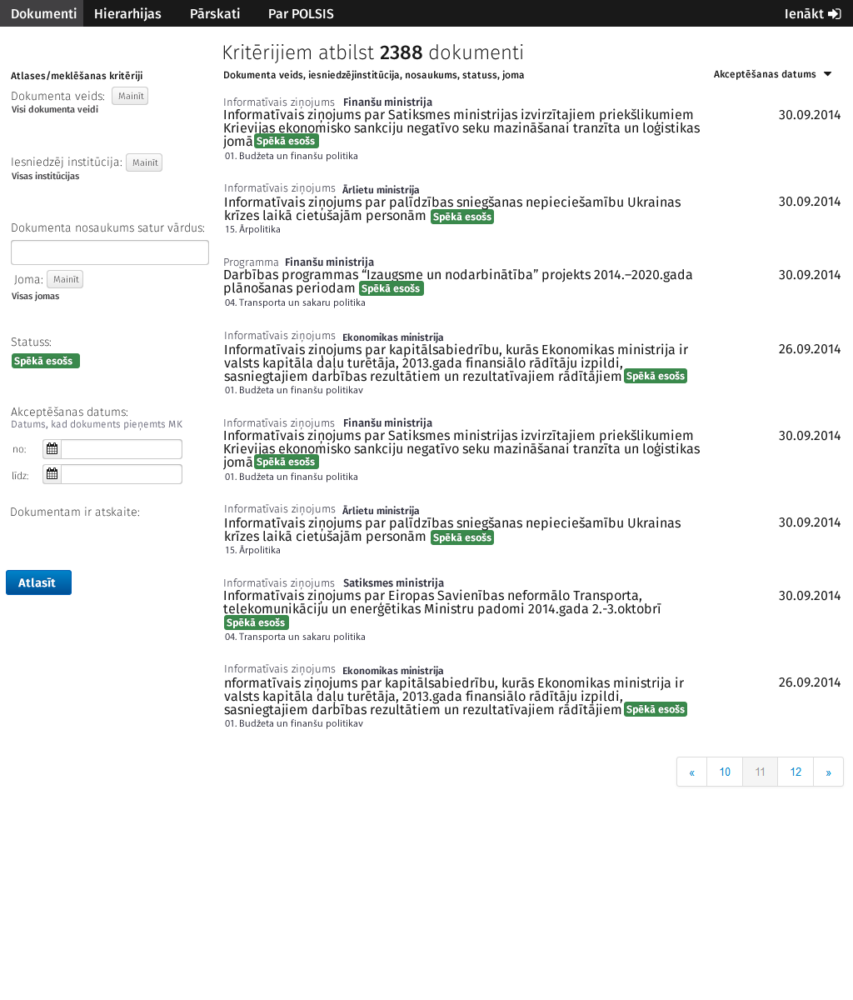 Dokumenti Hierarhijas Pārskati Par POLSIS Ienākt
Kritērijiem atbilst 2388 dokumenti
Atlases/meklēšanas kritēriji
Dokumenta veids: Mainīt
Visi dokumenta veidi
Iesniedzēj institūcija: Mainīt
Visas institūcijas
Dokumenta nosaukums satur vārdus:
Joma: Mainīt
Visas jomas
Statuss:
Spēkā esošs
Akceptēšanas datums:
Datums, kad dokuments pieņemts MK
no:
līdz:
Dokumentam ir atskaite:
Atlasīt
Dokumenta veids, iesniedzējinstitūcija, nosaukums, statuss, joma Akceptēšanas datums
Informatīvais ziņojums Finanšu ministrija
Informatīvais ziņojums par Satiksmes ministrijas izvirzītajiem priekšlikumiem 30.09.2014
Krievijas ekonomisko sankciju negatīvo seku mazināšanai tranzīta un loģistikas
jomā Spēkā esošs
01. Budžeta un finanšu politika
Informatīvais ziņojums Ārlietu ministrija
Informatīvais ziņojums par palīdzības sniegšanas nepieciešamību Ukrainas 30.09.2014
krīzes laikā cietušajām personām Spēkā esošs
15. Ārpolitika
Programma Finanšu ministrija
Darbības programmas “Izaugsme un nodarbinātība” projekts 2014.–2020.gada 30.09.2014
plānošanas periodam Spēkā esošs
04. Transporta un sakaru politika
Informatīvais ziņojums Ekonomikas ministrija
Informatīvais ziņojums par kapitālsabiedrību, kurās Ekonomikas ministrija ir 26.09.2014
valsts kapitāla daļu turētāja, 2013.gada finansiālo rādītāju izpildi,
sasniegtajiem darbības rezultātiem un rezultatīvajiem rādītājiem Spēkā esošs
01. Budžeta un finanšu politikav
Informatīvais ziņojums Finanšu ministrija
Informatīvais ziņojums par Satiksmes ministrijas izvirzītajiem priekšlikumiem 30.09.2014
Krievijas ekonomisko sankciju negatīvo seku mazināšanai tranzīta un loģistikas
jomā Spēkā esošs
01. Budžeta un finanšu politika
Informatīvais ziņojums Ārlietu ministrija
Informatīvais ziņojums par palīdzības sniegšanas nepieciešamību Ukrainas 30.09.2014
krīzes laikā cietušajām personām Spēkā esošs
15. Ārpolitika
Informatīvais ziņojums Satiksmes ministrija
Informatīvais ziņojums par Eiropas Savienības neformālo Transporta, 30.09.2014
telekomunikāciju un enerģētikas Ministru padomi 2014.gada 2.-3.oktobrī
Spēkā esošs
04. Transporta un sakaru politika
Informatīvais ziņojums Ekonomikas ministrija
nformatīvais ziņojums par kapitālsabiedrību, kurās Ekonomikas ministrija ir 26.09.2014
valsts kapitāla daļu turētāja, 2013.gada finansiālo rādītāju izpildi,
sasniegtajiem darbības rezultātiem un rezultatīvajiem rādītājiem Spēkā esošs
01. Budžeta un finanšu politikav
« 10 11 12 »